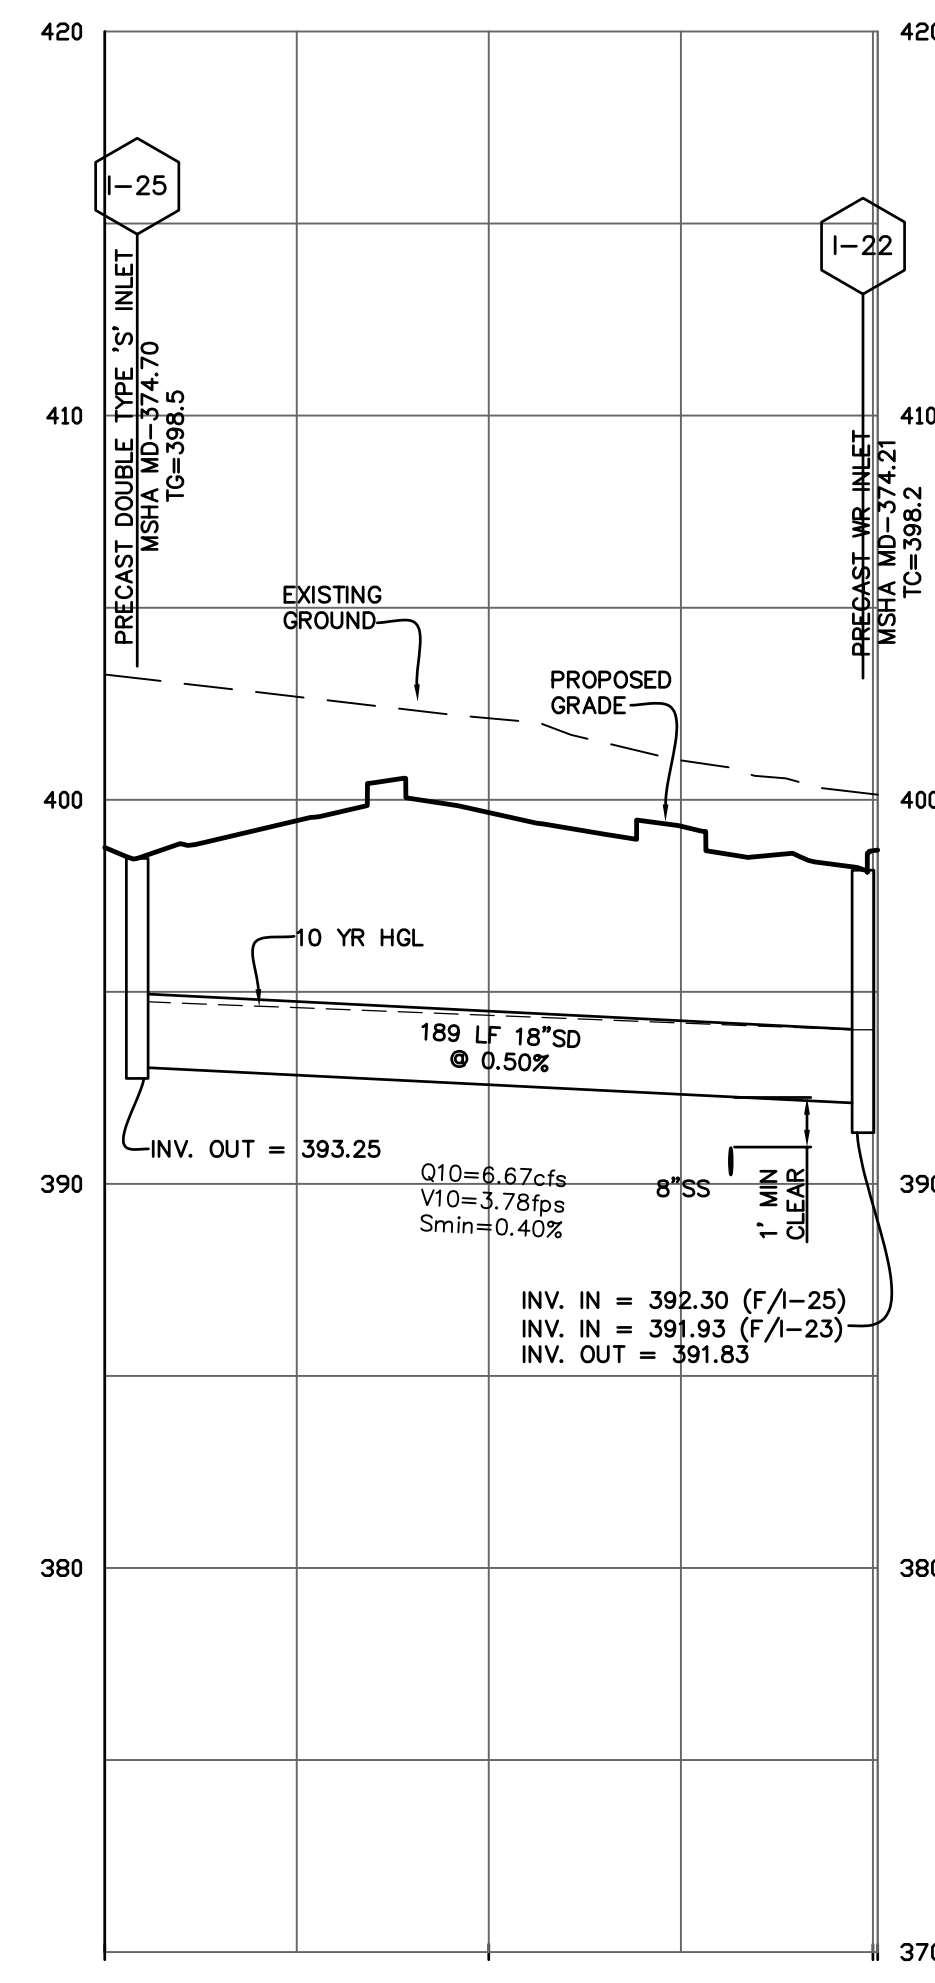 420
420
I-25
I-22
PRECAST DOUBLE TYPE 'S' INLET
MSHA MD-374.70
TG=398.5
PRECAST WR INLET
MSHA MD-374.21
TC=398.2
410
410
EXISTING
GROUND
PROPOSED
GRADE
400
400
10 YR HGL
189 LF 18"SD
@ 0.50%
INV. OUT = 393.25
Q10=6.67cfs
V10=3.78fps
Smin=0.40%
8"SS
1' MIN
CLEAR
390
390
INV. IN = 392.30 (F/I-25)
INV. IN = 391.93 (F/I-23)
INV. OUT = 391.83
380
380
370